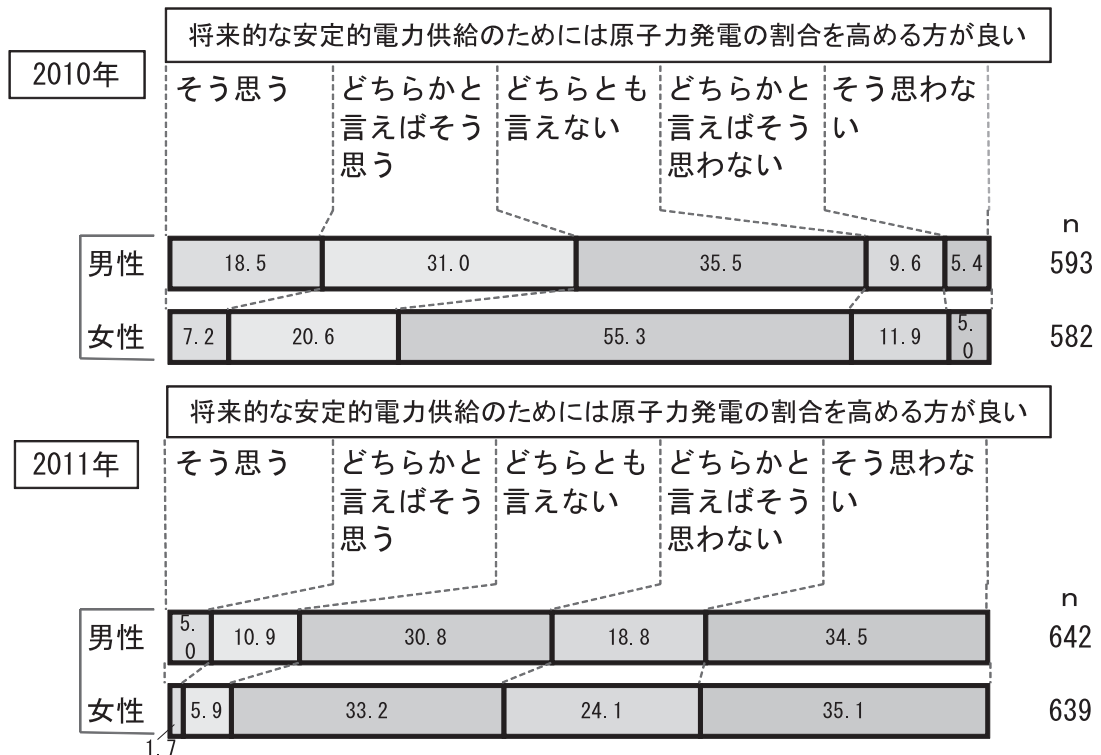 将来的な安定的電力供給のためには原子力発電の割合を高める方が良い
2010年
そう思う
どちらかと
言えばそう
思う
どちらとも
言えない
どちらかと
言えばそう
思わない
そう思わな
い
n
男性 18.5 31.0 35.5 9.6 5.4 593
女性 7.2 20.6 55.3 11.9 5.0 582
将来的な安定的電力供給のためには原子力発電の割合を高める方が良い
2011年
そう思う
どちらかと
言えばそう
思う
どちらとも
言えない
どちらかと
言えばそう
思わない
そう思わな
い
n
男性 5.0 10.9 30.8 18.8 34.5 642
女性 1.7 5.9 33.2 24.1 35.1 639